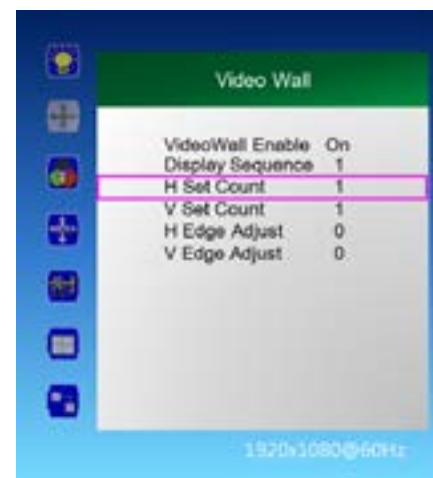 Video Wall
VideoWall Enable On
Display Sequence 1
H Set Count 1
V Set Count 1
H Edge Adjust 0
V Edge Adjust 0
1920x1080@60Hz